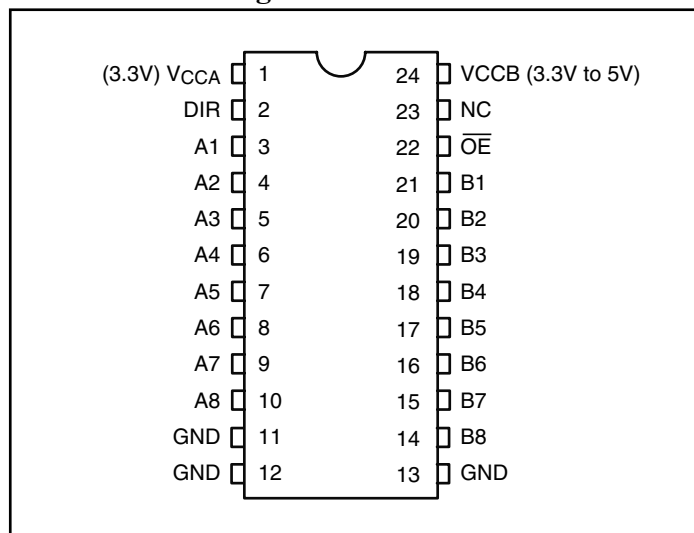 (3.3V) VCCA 1 24 VCCB (3.3V to 5V)
DIR 2 23 NC
A1 3 22 OE
A2 4 21 B1
A3 5 20 B2
A4 6 19 B3
A5 7 18 B4
A6 8 17 B5
A7 9 16 B6
A8 10 15 B7
GND 11 14 B8
GND 12 13 GND